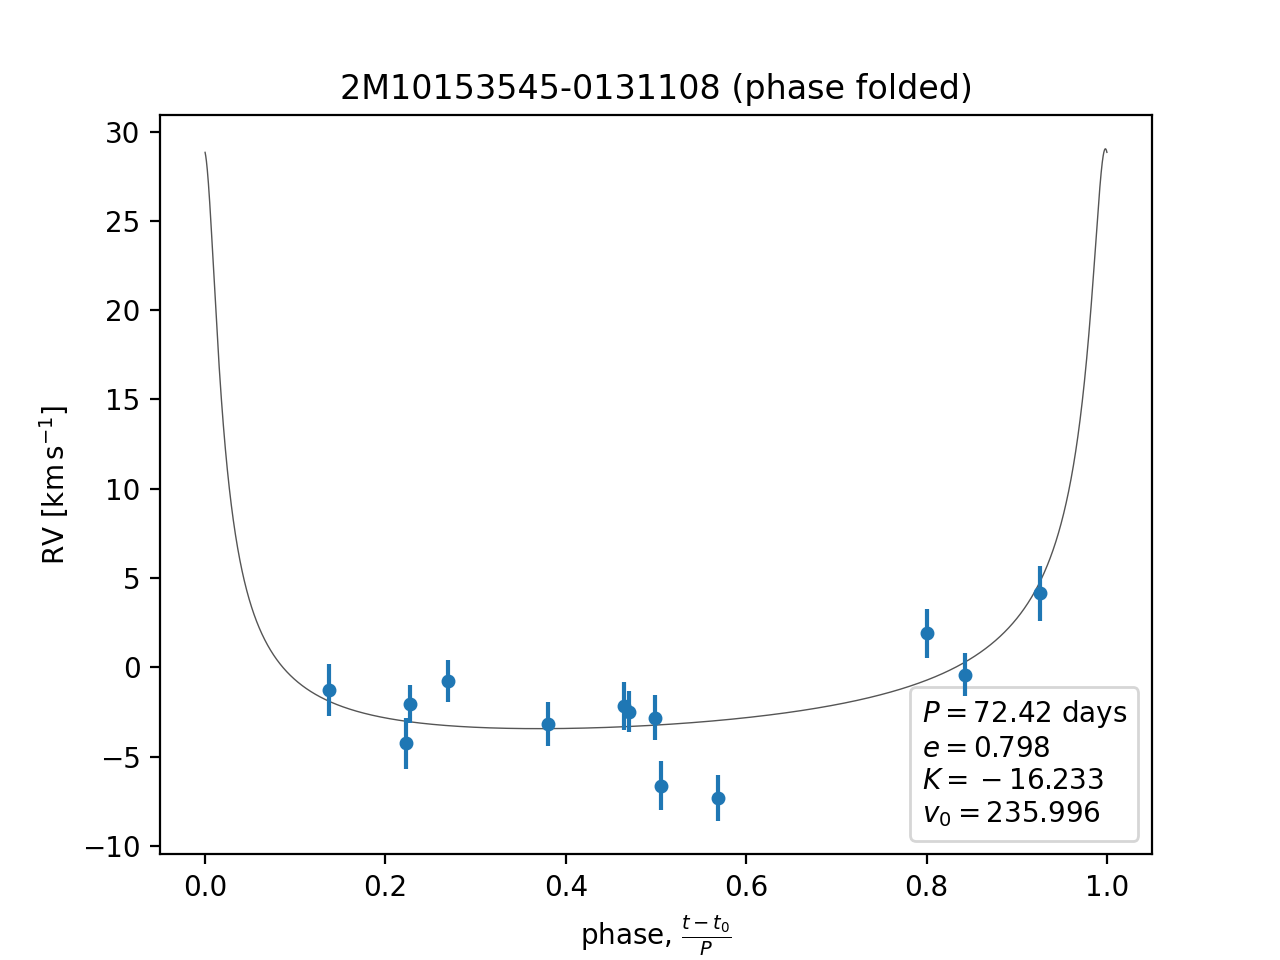 2M10153545-0131108 (phase folded)
30
25
20
15
10
5
0
−5
−10
RV [km s⁻¹]
P = 72.42 days
e = 0.798
K = − 16.233
v₀ = 235.996
0.0 0.2 0.4 0.6 0.8 1.0
phase, (t − t₀)/P